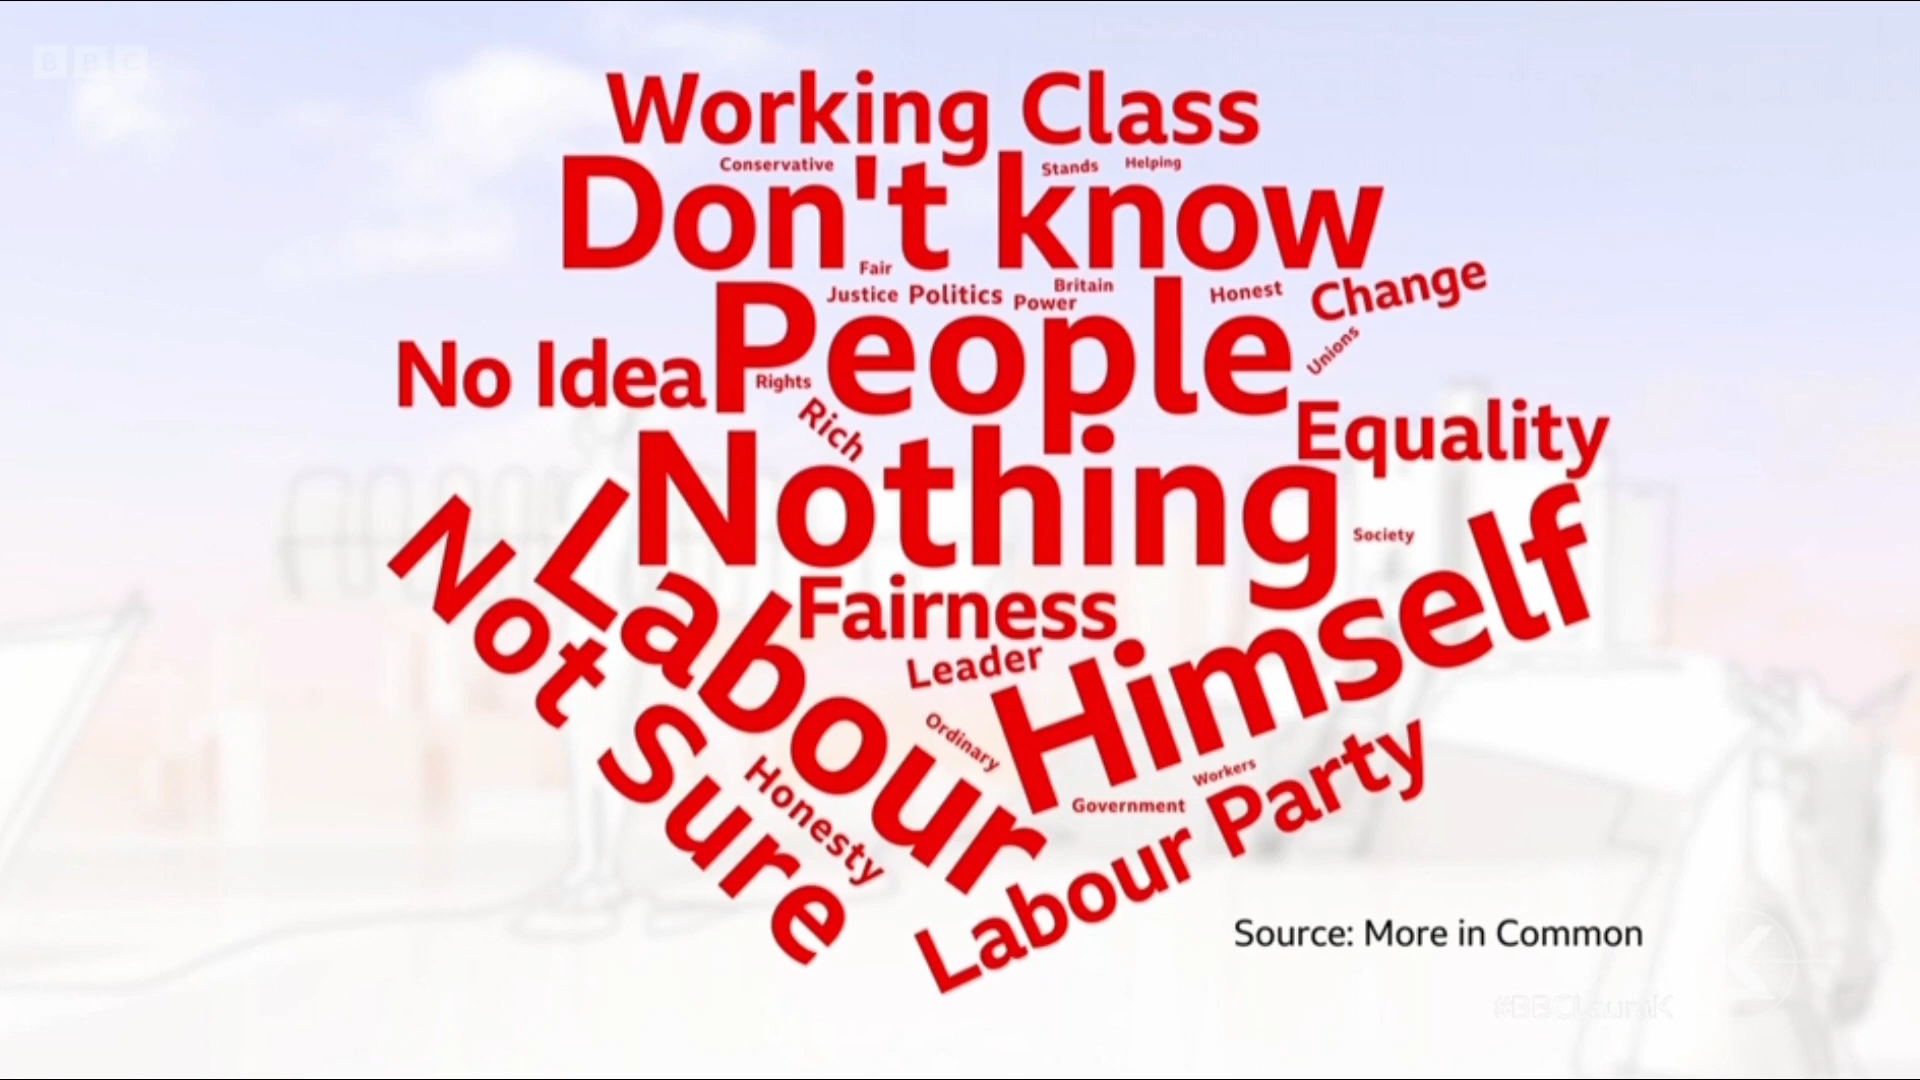 BBC
Working Class
Conservative
Stands
Helping
Don't know
Fair
Justice
Politics
Power
Britain
Honest
Change
Unions
No Idea
People
Rights
Rich
Equality
Nothing
Society
Not Sure
Labour
Fairness
Leader
Himself
Ordinary
Honesty
Workers
Government
Labour Party
Source: More in Common
#BBCLauraK